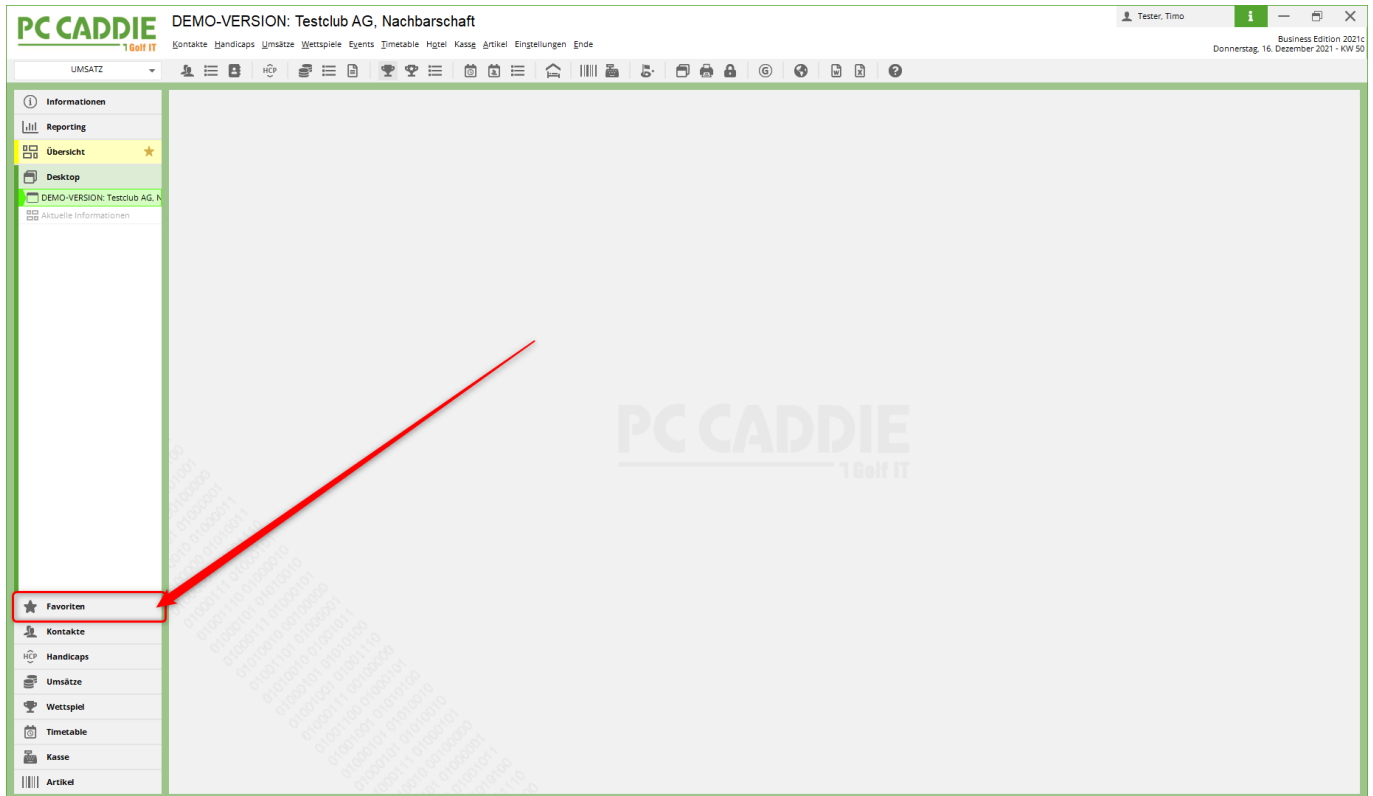 PC CADDIE
Golf IT
DEMO-VERSION: Testclub AG, Nachbarschaft
Tester, Timo
i
Kontakte Handicaps Umsätze Wettspiele Events Timetable Hotel Kasse Artikel Einstellungen Ende
Business Edition 2021c
Donnerstag, 16. Dezember 2021 - KW 50
UMSATZ
HCP
G
W
X
?
Informationen
Reporting
Übersicht
Desktop
DEMO-VERSION: Testclub AG, N
Aktuelle Informationen
PC CADDIE
Golf IT
Favoriten
Kontakte
HCP Handicaps
Umsätze
Wettspiel
Timetable
Kasse
Artikel